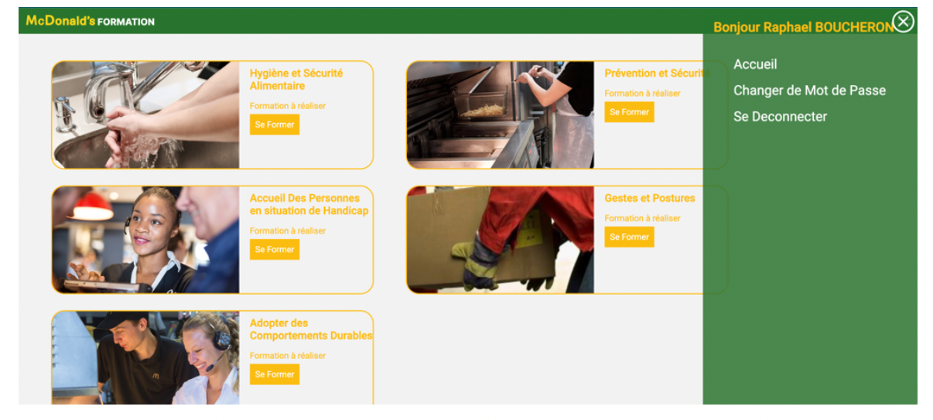 McDonald's FORMATION
Bonjour Raphael BOUCHERON
Accueil
Changer de Mot de Passe
Se Deconnecter
Hygiène et Sécurité
Alimentaire
Formation à réaliser
Se Former
Prévention et Sécurité
Formation à réaliser
Se Former
Accueil Des Personnes
en situation de Handicap
Formation à réaliser
Se Former
Gestes et Postures
Formation à réaliser
Se Former
Adopter des
Comportements Durables
Formation à réaliser
Se Former